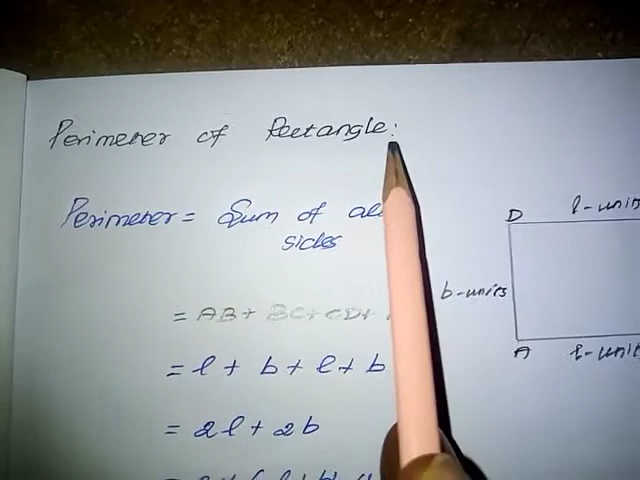 Perimeter of Rectangle:
Perimeter = Sum of all
sides
= AB + BC + CD +
= l + b + l + b
= 2l + 2b
D l-units
b-units
A l-units